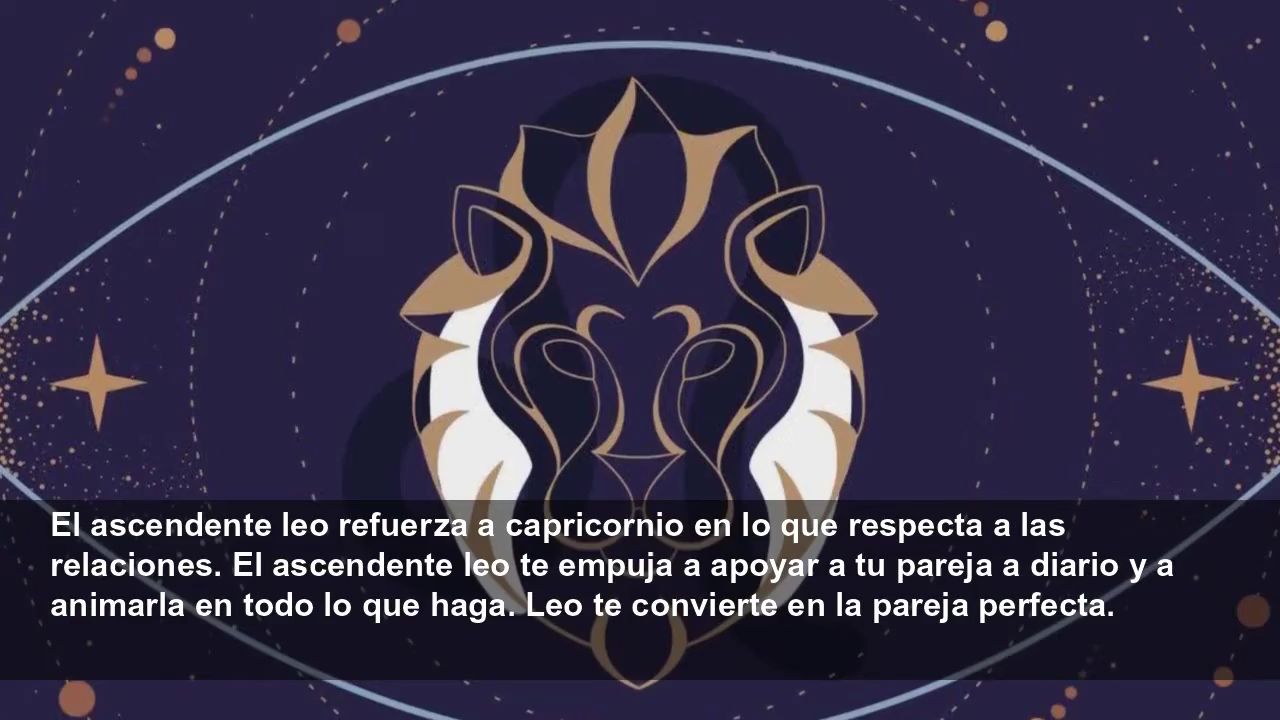 El ascendente leo refuerza a capricornio en lo que respecta a las
relaciones. El ascendente leo te empuja a apoyar a tu pareja a diario y a
animarla en todo lo que haga. Leo te convierte en la pareja perfecta.